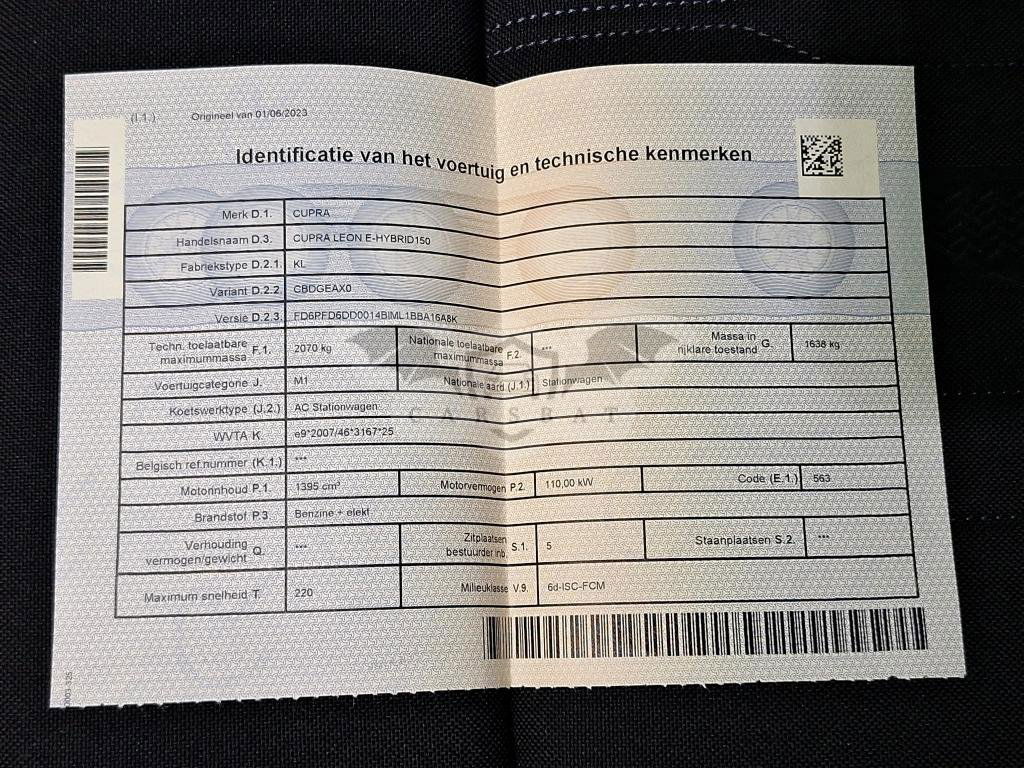 (I.1.) Origineel van 01/06/2023
Identificatie van het voertuig en technische kenmerken
Merk D.1. CUPRA
Handelsnaam D.3. CUPRA LEON E-HYBRID150
Fabriekstype D.2.1. KL
Variant D.2.2. CBDGEAX0
Versie D.2.3. FD6PFD6DD0014BIML1BBA16A8K
Techn. toelaatbare maximummassa F.1. 2070 kg Nationale toelaatbare maximummassa F.2. *** Massa in rijklare toestand G. 1638 kg
Voertuigcategorie J. M1 Nationale aard (J.1.) Stationwagen
Koetswerktype (J.2.) AC Stationwagen
CARSBAT
WVTA K. e9*2007/46*3167*25
Belgisch ref.nummer (K.1.) ***
Motorinhoud P.1. 1395 cm³ Motorvermogen P.2. 110,00 kW Code (E.1.) 563
Brandstof P.3. Benzine + elekt
Verhouding vermogen/gewicht Q. *** Zitplaatsen bestuurder inb. S.1. 5 Staanplaatsen S.2. ***
Maximum snelheid T. 220 Milieuklasse V.9. 6d-ISC-FCM